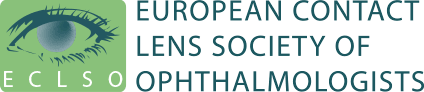 EUROPEAN CONTACT
LENS SOCIETY OF
OPHTHALMOLOGISTS
ECLSO